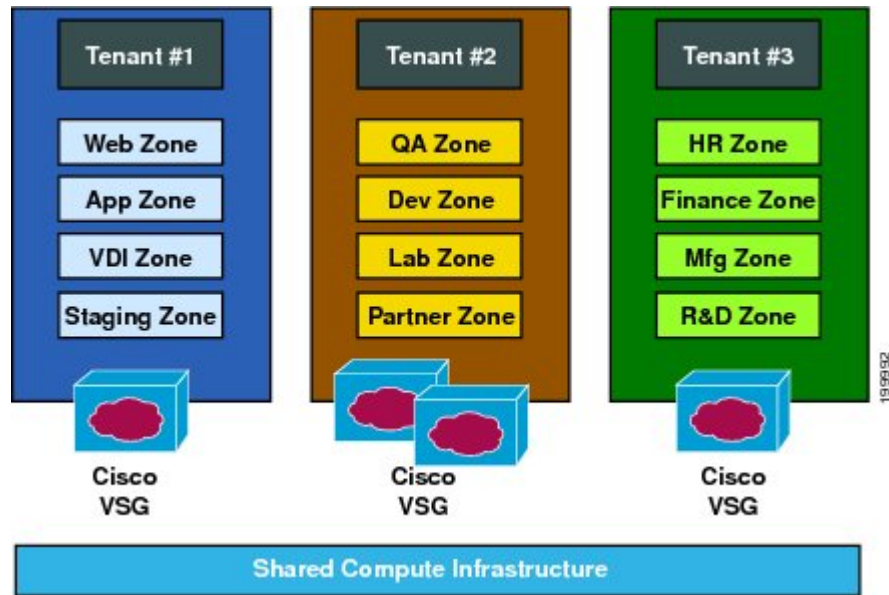 Tenant #1
Web Zone
App Zone
VDI Zone
Staging Zone
Cisco
VSG
Tenant #2
QA Zone
Dev Zone
Lab Zone
Partner Zone
Cisco
VSG
Tenant #3
HR Zone
Finance Zone
Mfg Zone
R&D Zone
Cisco
VSG
199992
Shared Compute Infrastructure